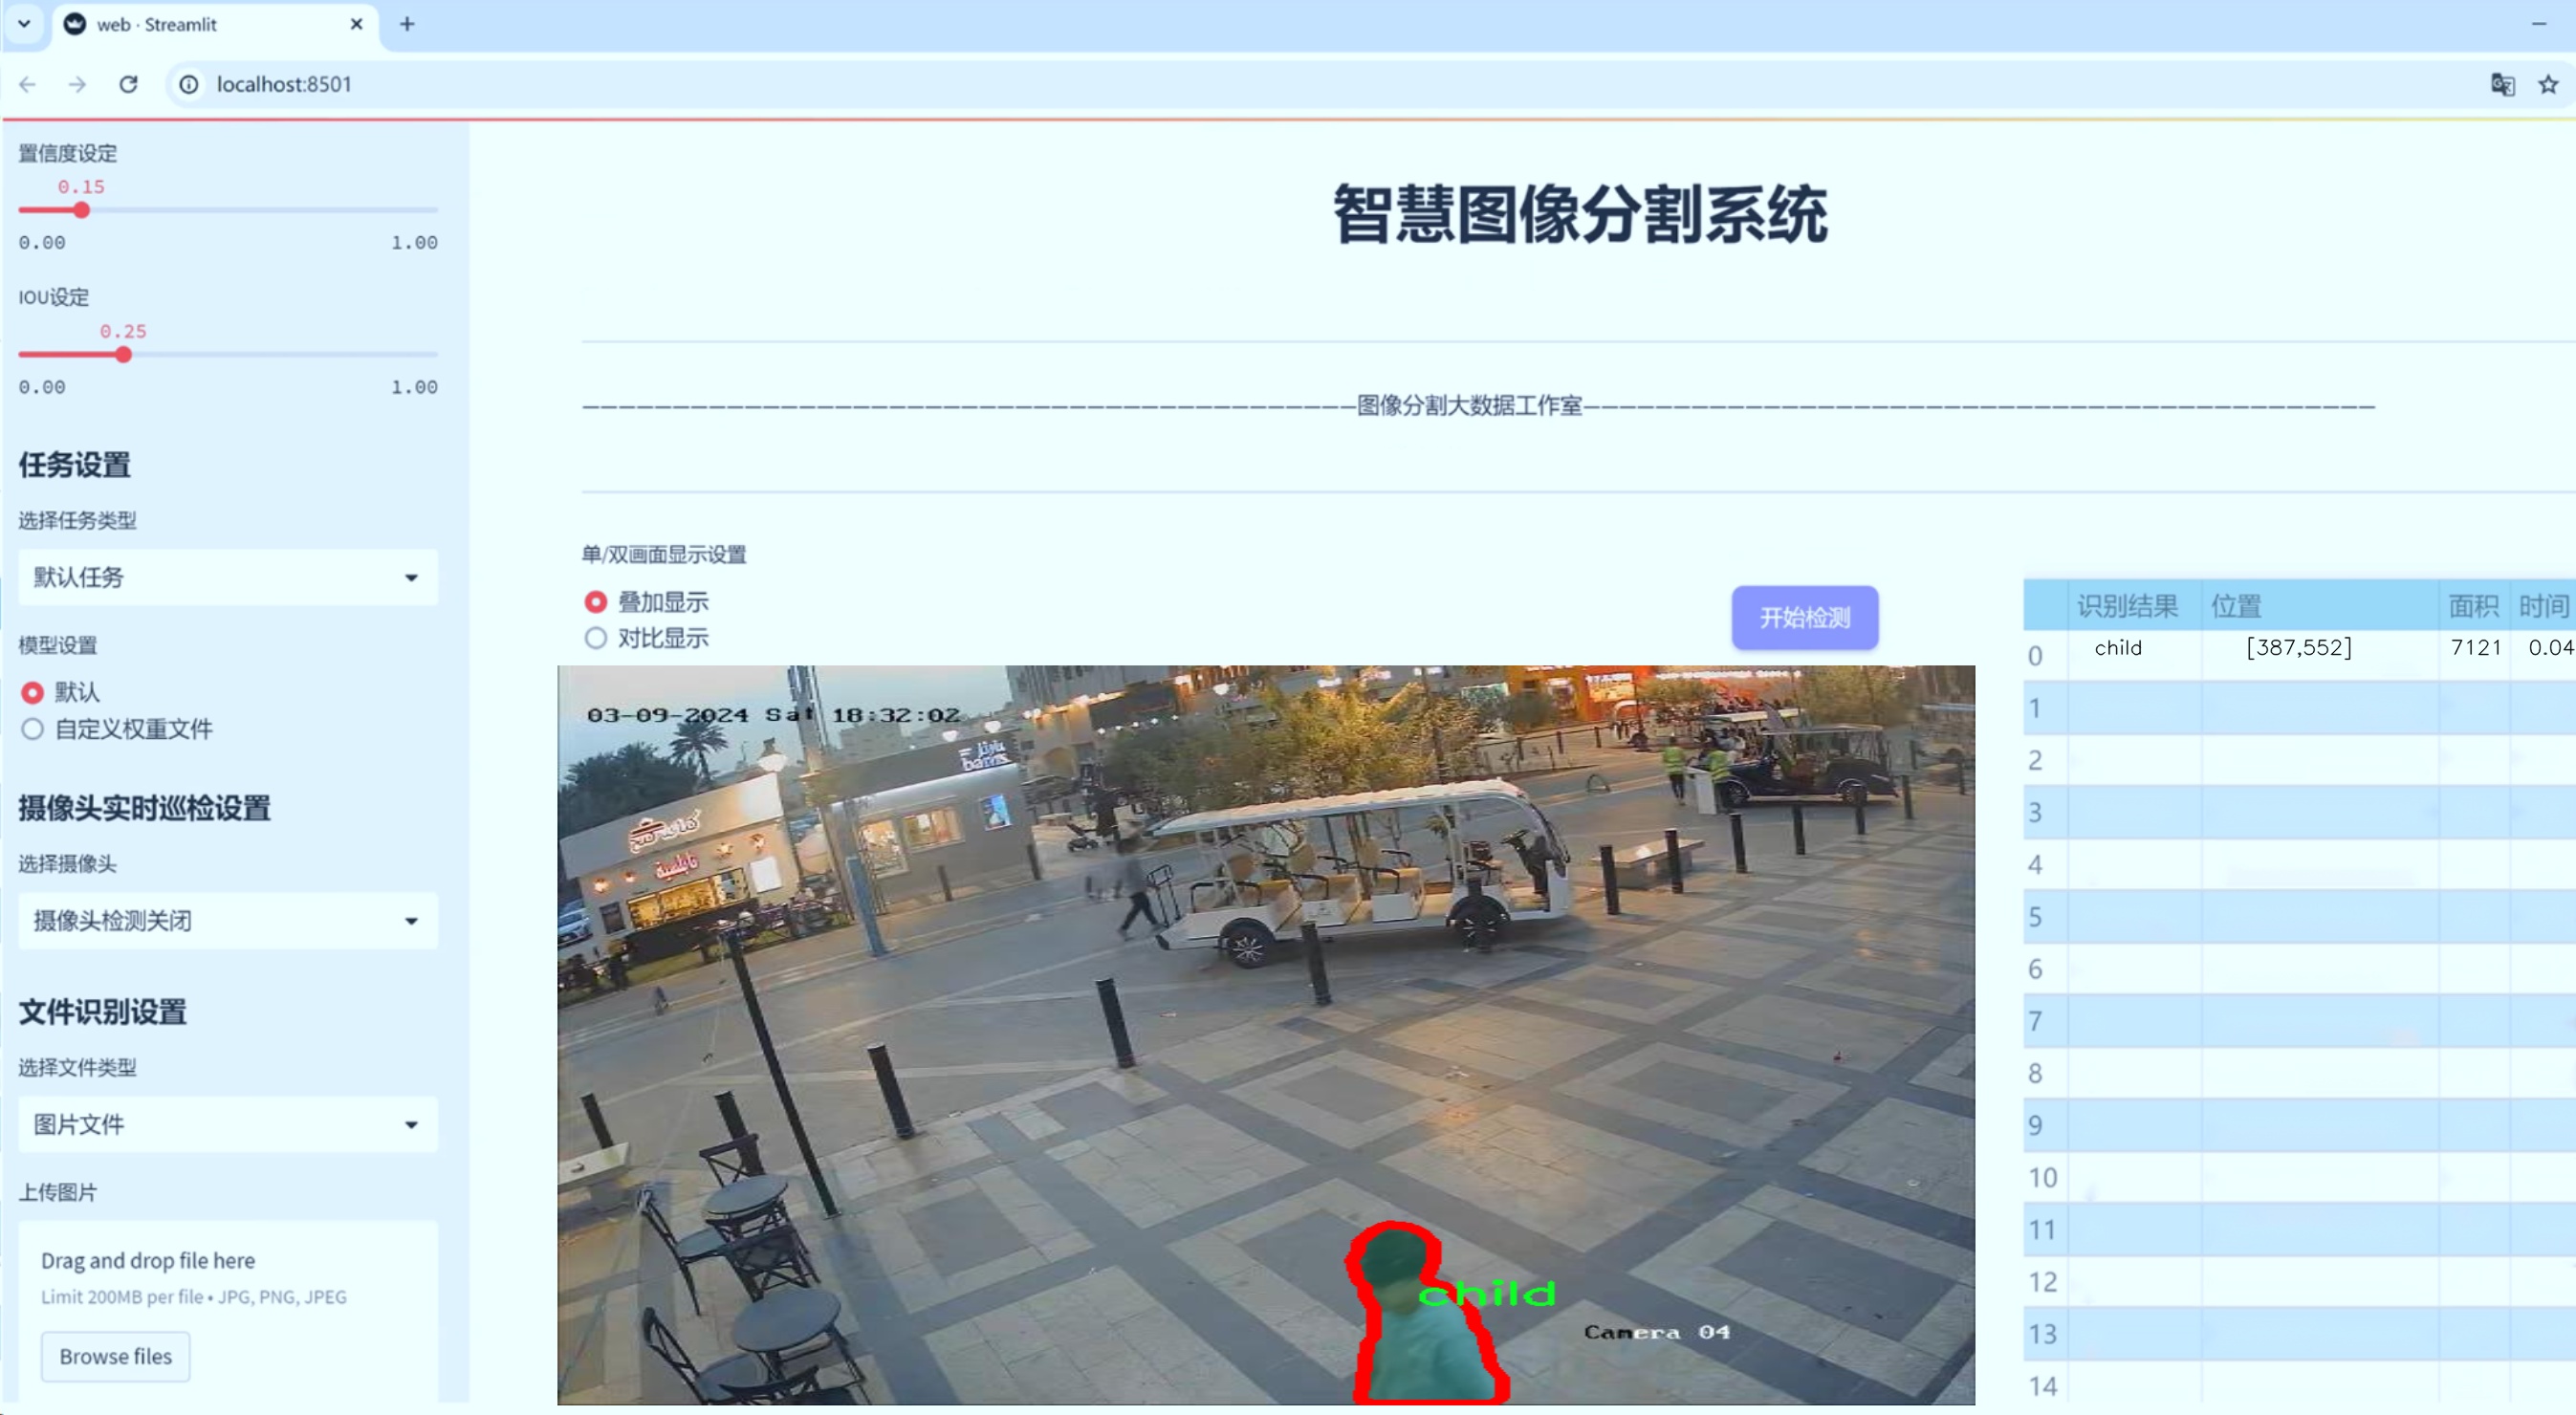 web · Streamlit
localhost:8501
置信度设定
0.15
0.00 1.00
IOU设定
0.25
0.00 1.00
任务设置
选择任务类型
默认任务
模型设置
默认
自定义权重文件
摄像头实时巡检设置
选择摄像头
摄像头检测关闭
文件识别设置
选择文件类型
图片文件
上传图片
Drag and drop file here
Limit 200MB per file • JPG, PNG, JPEG
Browse files
智慧图像分割系统
图像分割大数据工作室
单/双画面显示设置
叠加显示
对比显示
开始检测
03-09-2024 Sat 18:32:02
child
Camera 04
识别结果 位置 面积 时间
0 child [387,552] 7121 0.04
1
2
3
4
5
6
7
8
9
10
11
12
13
14